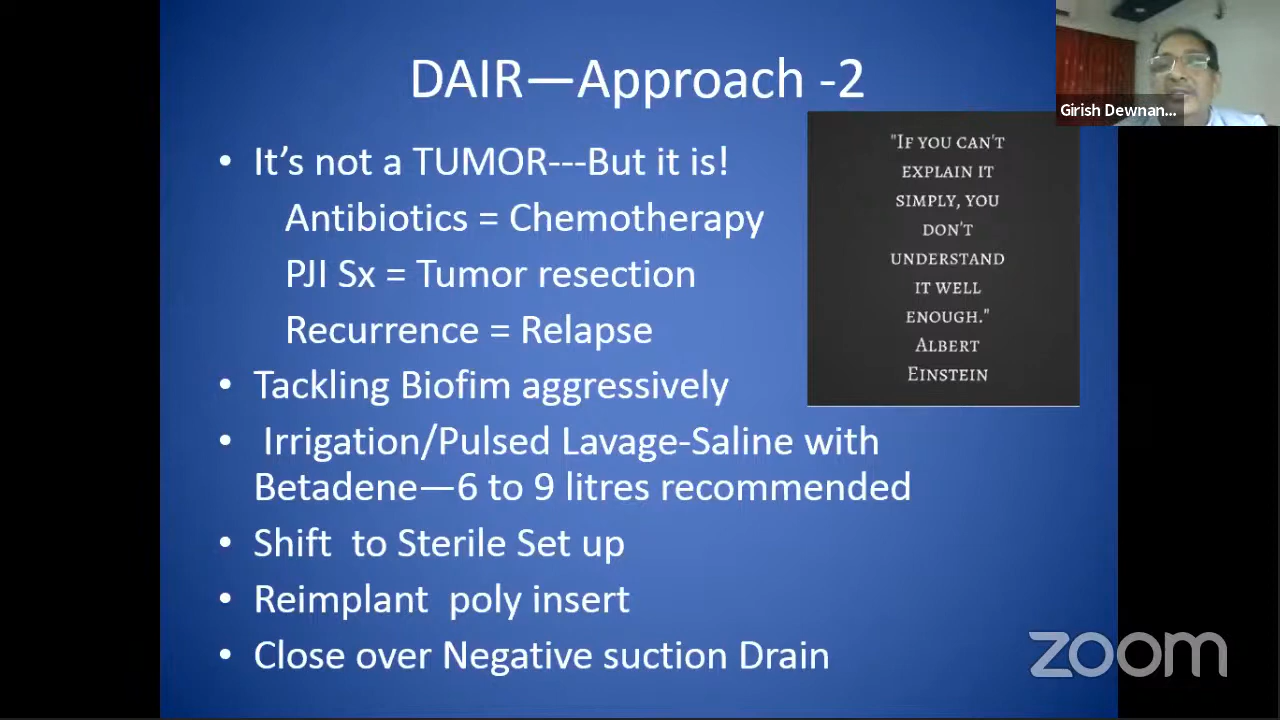 DAIR—Approach -2
• It’s not a TUMOR---But it is!
Antibiotics = Chemotherapy
PJI Sx = Tumor resection
Recurrence = Relapse
• Tackling Biofim aggressively
• Irrigation/Pulsed Lavage-Saline with
Betadene—6 to 9 litres recommended
• Shift to Sterile Set up
• Reimplant poly insert
• Close over Negative suction Drain
"If you can't
explain it
simply, you
don't
understand
it well
enough."
Albert
Einstein
Girish Dewnan...
zoom